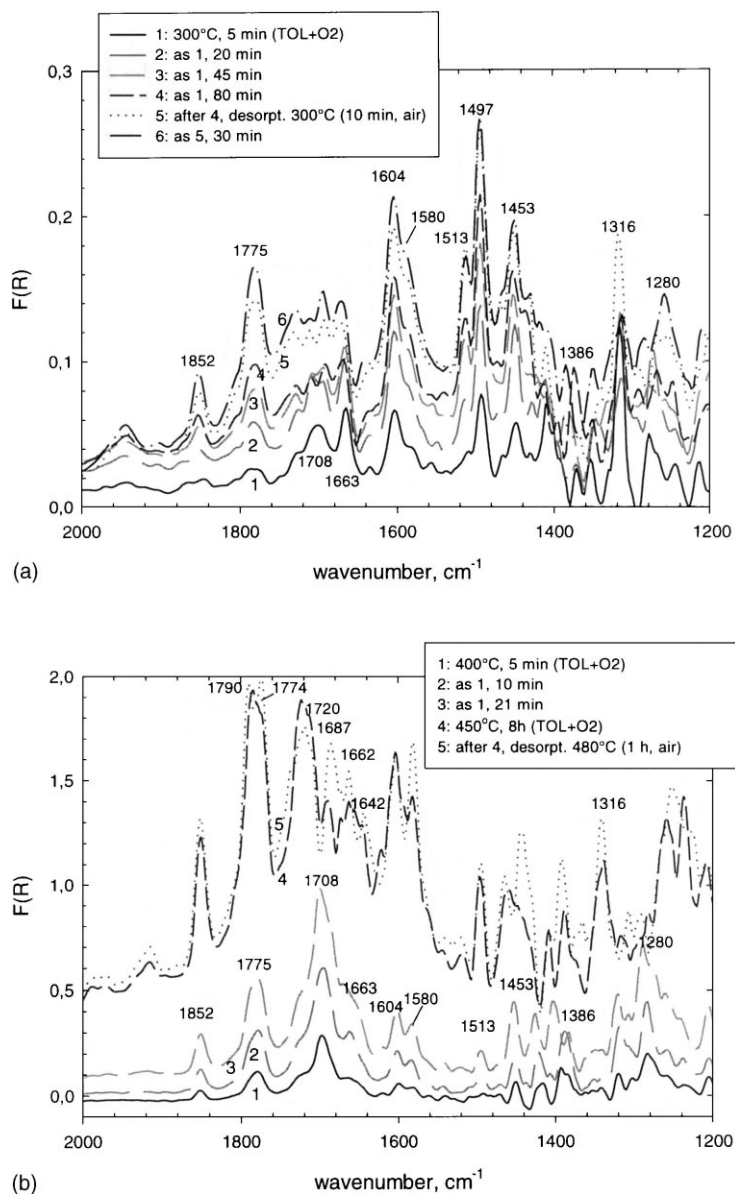 1: 300°C, 5 min (TOL+O2)
2: as 1, 20 min
3: as 1, 45 min
4: as 1, 80 min
5: after 4, desorpt. 300°C (10 min, air)
6: as 5, 30 min
0,3
0,2
0,1
0,0
F(R)
1852
1775
1604
1580
1513
1497
1453
1386
1316
1280
1708
1663
6
5
4
3
2
1
2000 1800 1600 1400 1200
wavenumber, cm-1
(a)
1: 400°C, 5 min (TOL+O2)
2: as 1, 10 min
3: as 1, 21 min
4: 450°C, 8h (TOL+O2)
5: after 4, desorpt. 480°C (1 h, air)
2,0
1,5
1,0
0,5
0,0
F(R)
1790 1774
1720
1687
1662
1642
1316
5
4
1708
1280
1775
1663
1852
1604
1580
1513
1453
1386
3
2
1
2000 1800 1600 1400 1200
wavenumber, cm-1
(b)